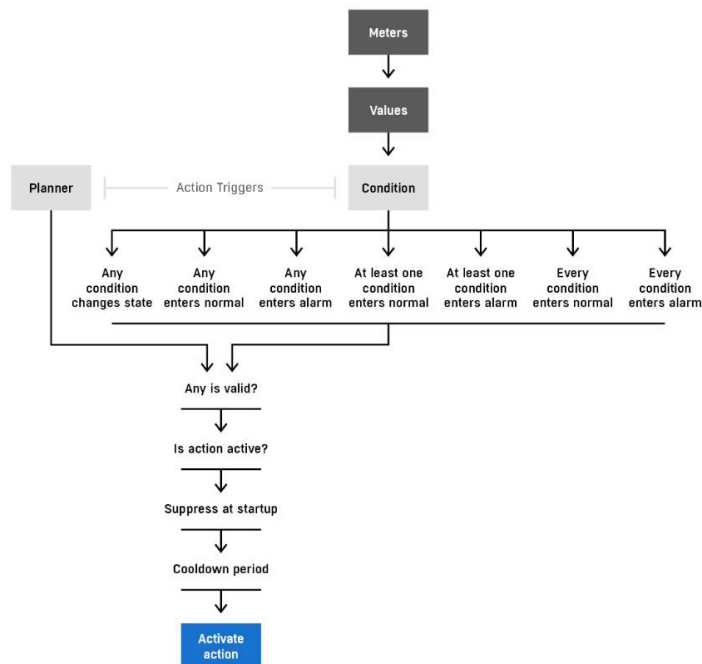 Meters
Values
Planner
Action Triggers
Condition
Any
condition
changes state
Any
condition
enters normal
Any
condition
enters alarm
At least one
condition
enters normal
At least one
condition
enters alarm
Every
condition
enters normal
Every
condition
enters alarm
Any is valid?
Is action active?
Suppress at startup
Cooldown period
Activate
action